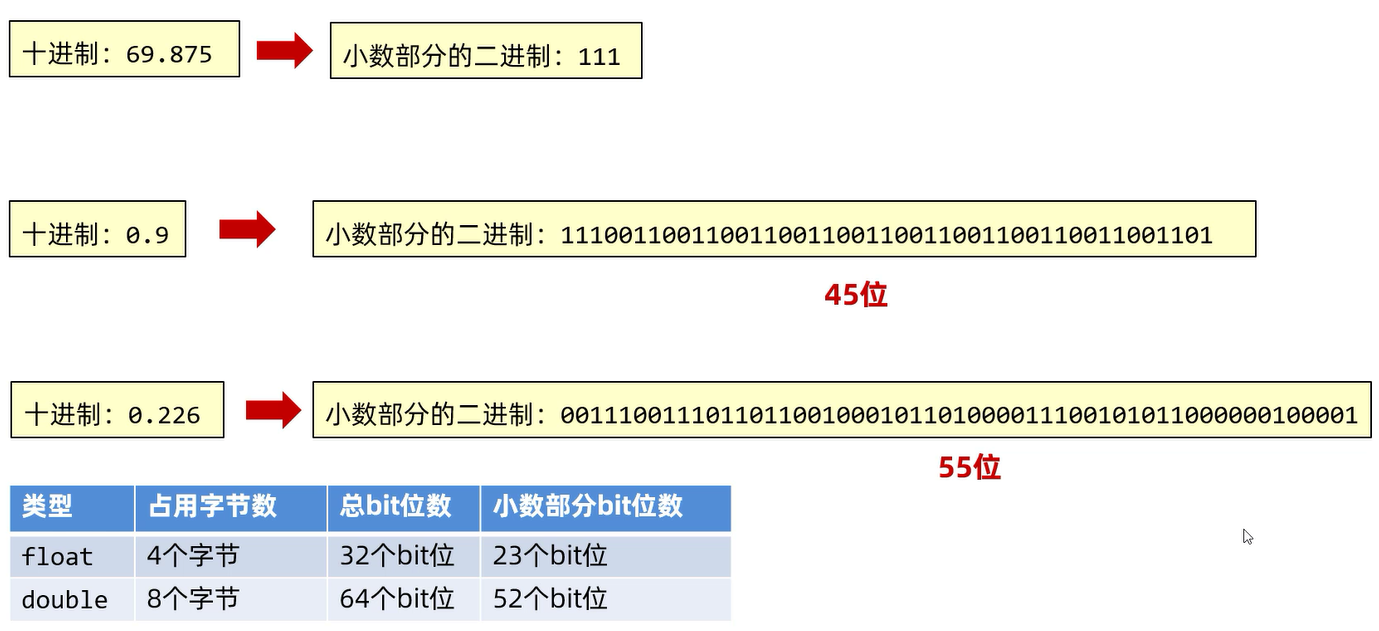 十进制：69.875
小数部分的二进制：111
十进制：0.9
小数部分的二进制：111001100110011001100110011001100110011001101
45位
十进制：0.226
小数部分的二进制：0011100111011011001000101101000011100101011000000100001
55位
类型 占用字节数 总bit位数 小数部分bit位数
float 4个字节 32个bit位 23个bit位
double 8个字节 64个bit位 52个bit位